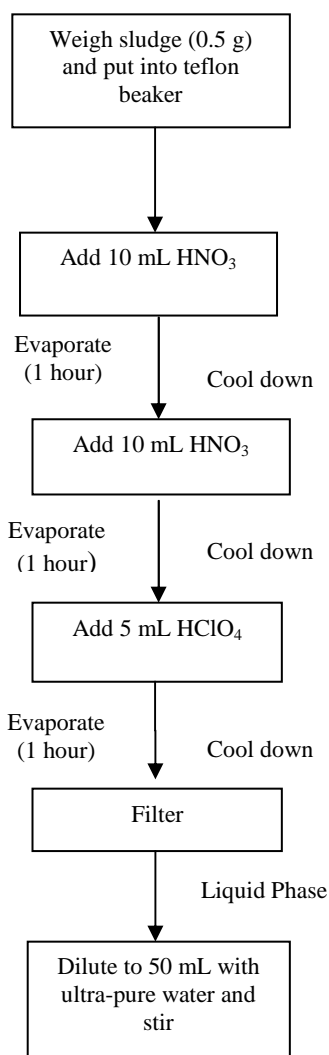 Weigh sludge (0.5 g)
and put into teflon
beaker
Add 10 mL HNO₃
Evaporate
(1 hour)
Cool down
Add 10 mL HNO₃
Evaporate
(1 hour)
Cool down
Add 5 mL HClO₄
Evaporate
(1 hour)
Cool down
Filter
Liquid Phase
Dilute to 50 mL with
ultra-pure water and
stir